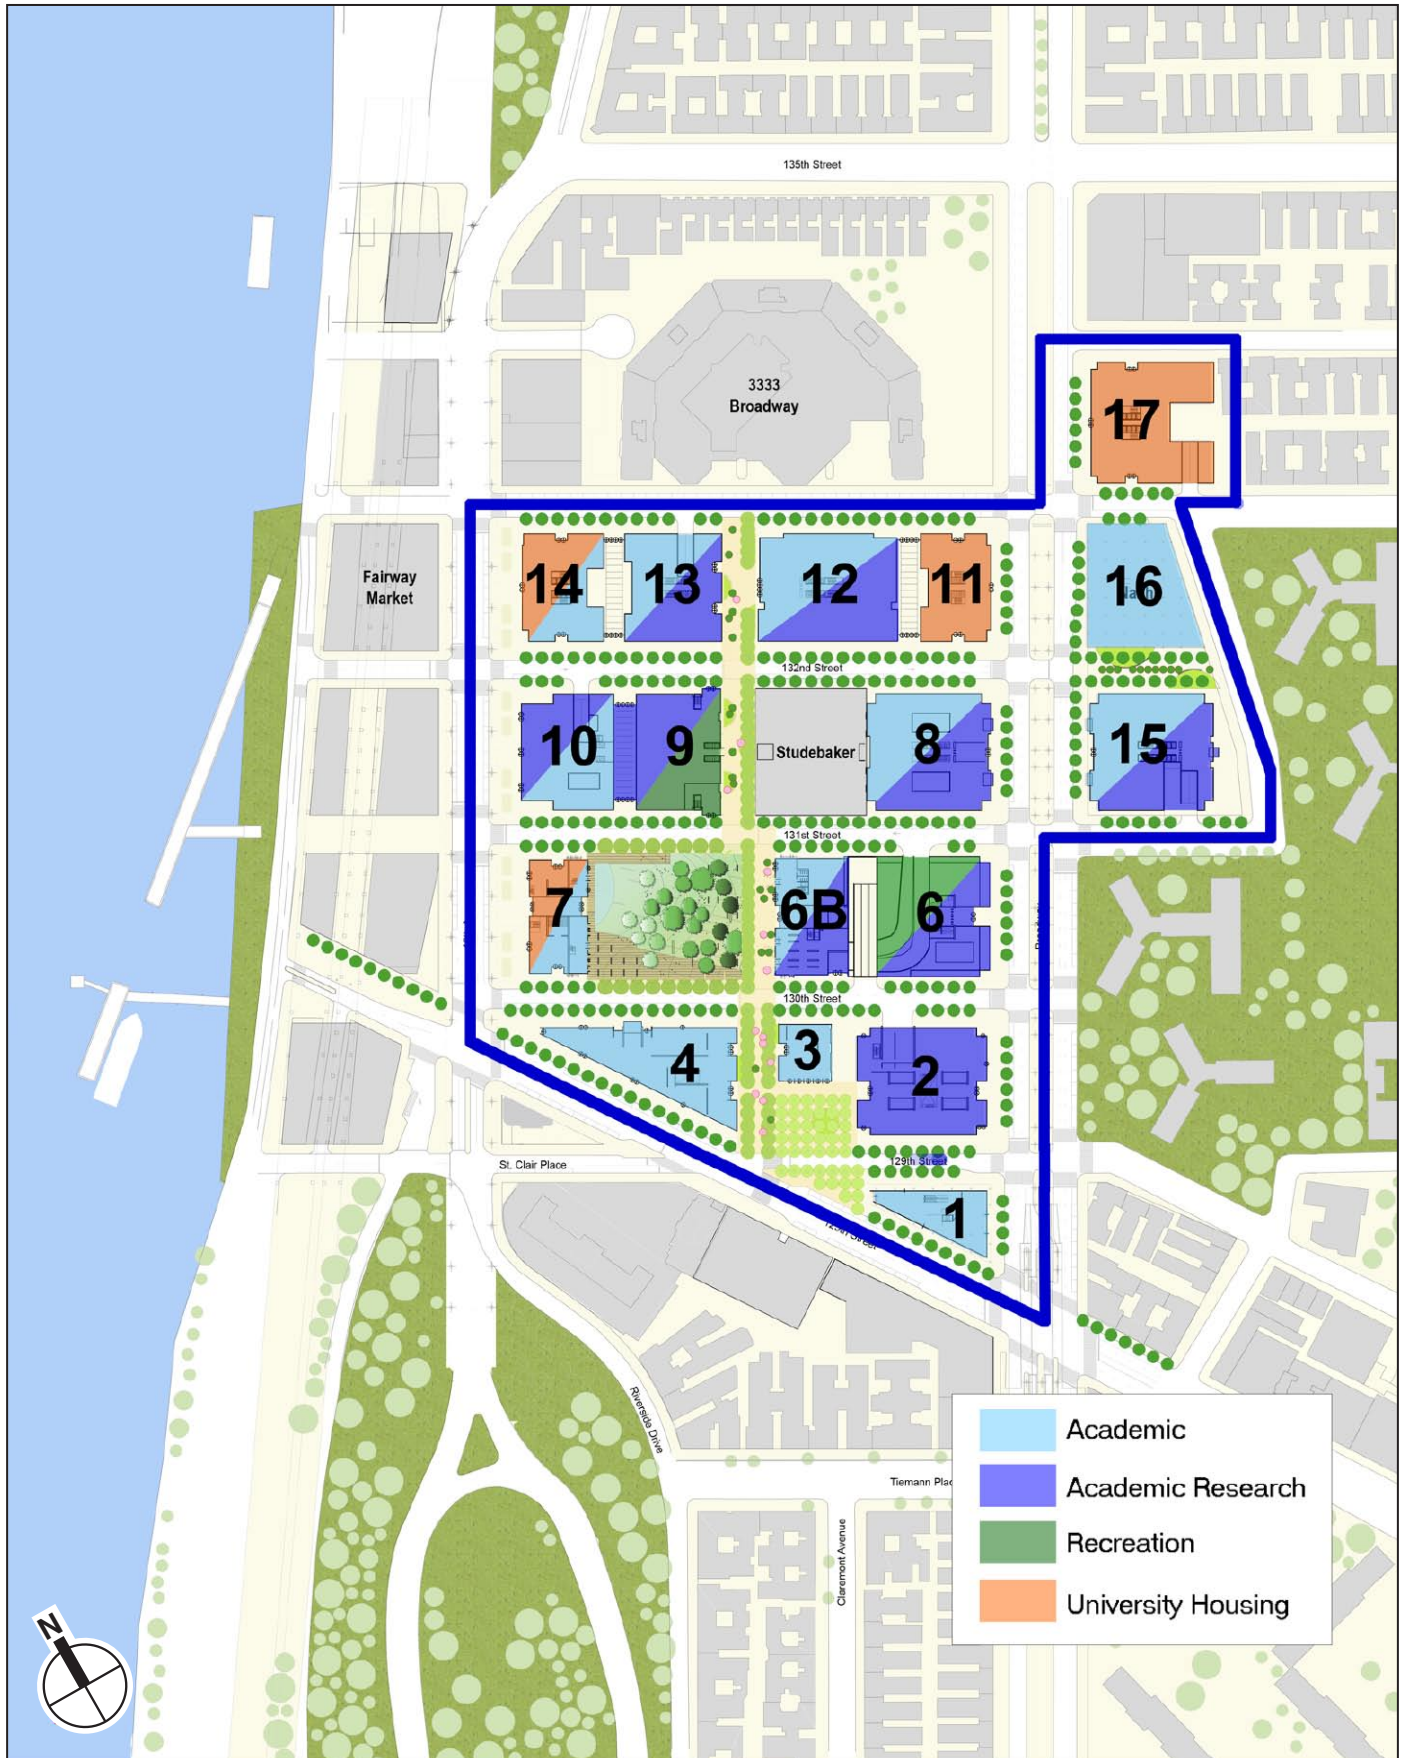 135th Street
3333
Broadway
17
Fairway
Market
14
13
12
11
16
132nd Street
10
9
Studebaker
8
15
131st Street
7
6B
6
130th Street
4
3
2
129th Street
St. Clair Place
1
Riverside Drive
Tiemann Plac
Claremont Avenue
Academic
Academic Research
Recreation
University Housing
N